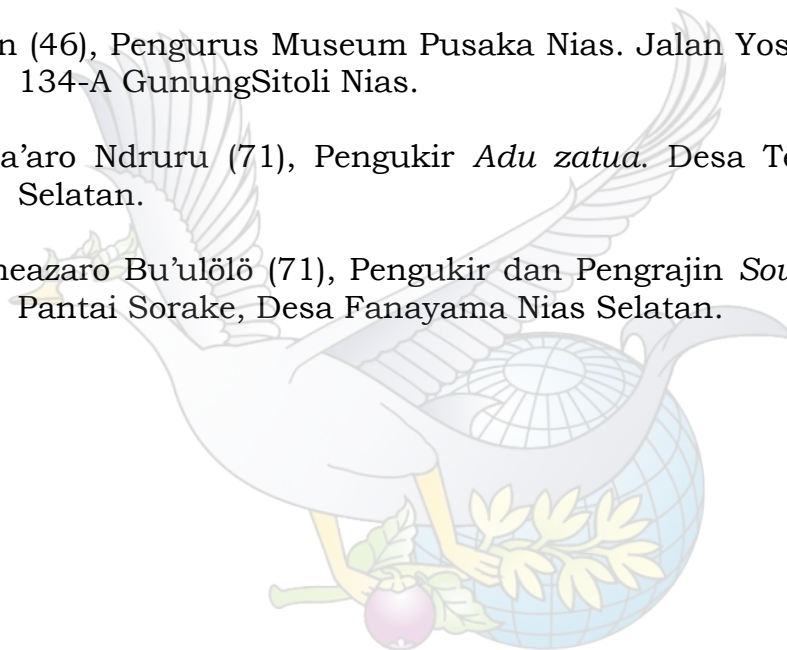 n (46), Pengurus Museum Pusaka Nias. Jalan Yos
134-A GunungSitoli Nias.
a'aro Ndruru (71), Pengukir Adu zatua. Desa Te
Selatan.
neazaro Bu'ulölö (71), Pengukir dan Pengrajin Sou
Pantai Sorake, Desa Fanayama Nias Selatan.